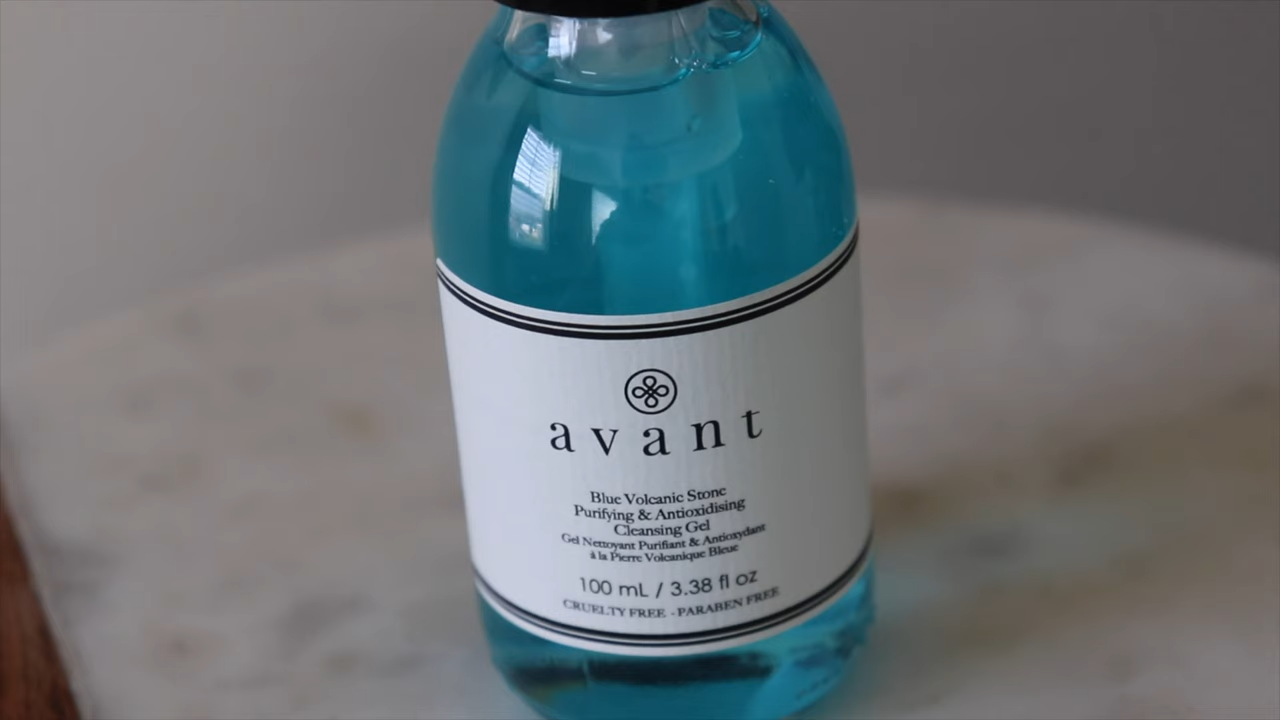 avant
Blue Volcanic Stone
Purifying & Antioxidising
Cleansing Gel
Gel Nettoyant Purifiant & Antioxydant
à la Pierre Volcanique Bleue
100 mL / 3.38 fl oz
CRUELTY FREE - PARABEN FREE